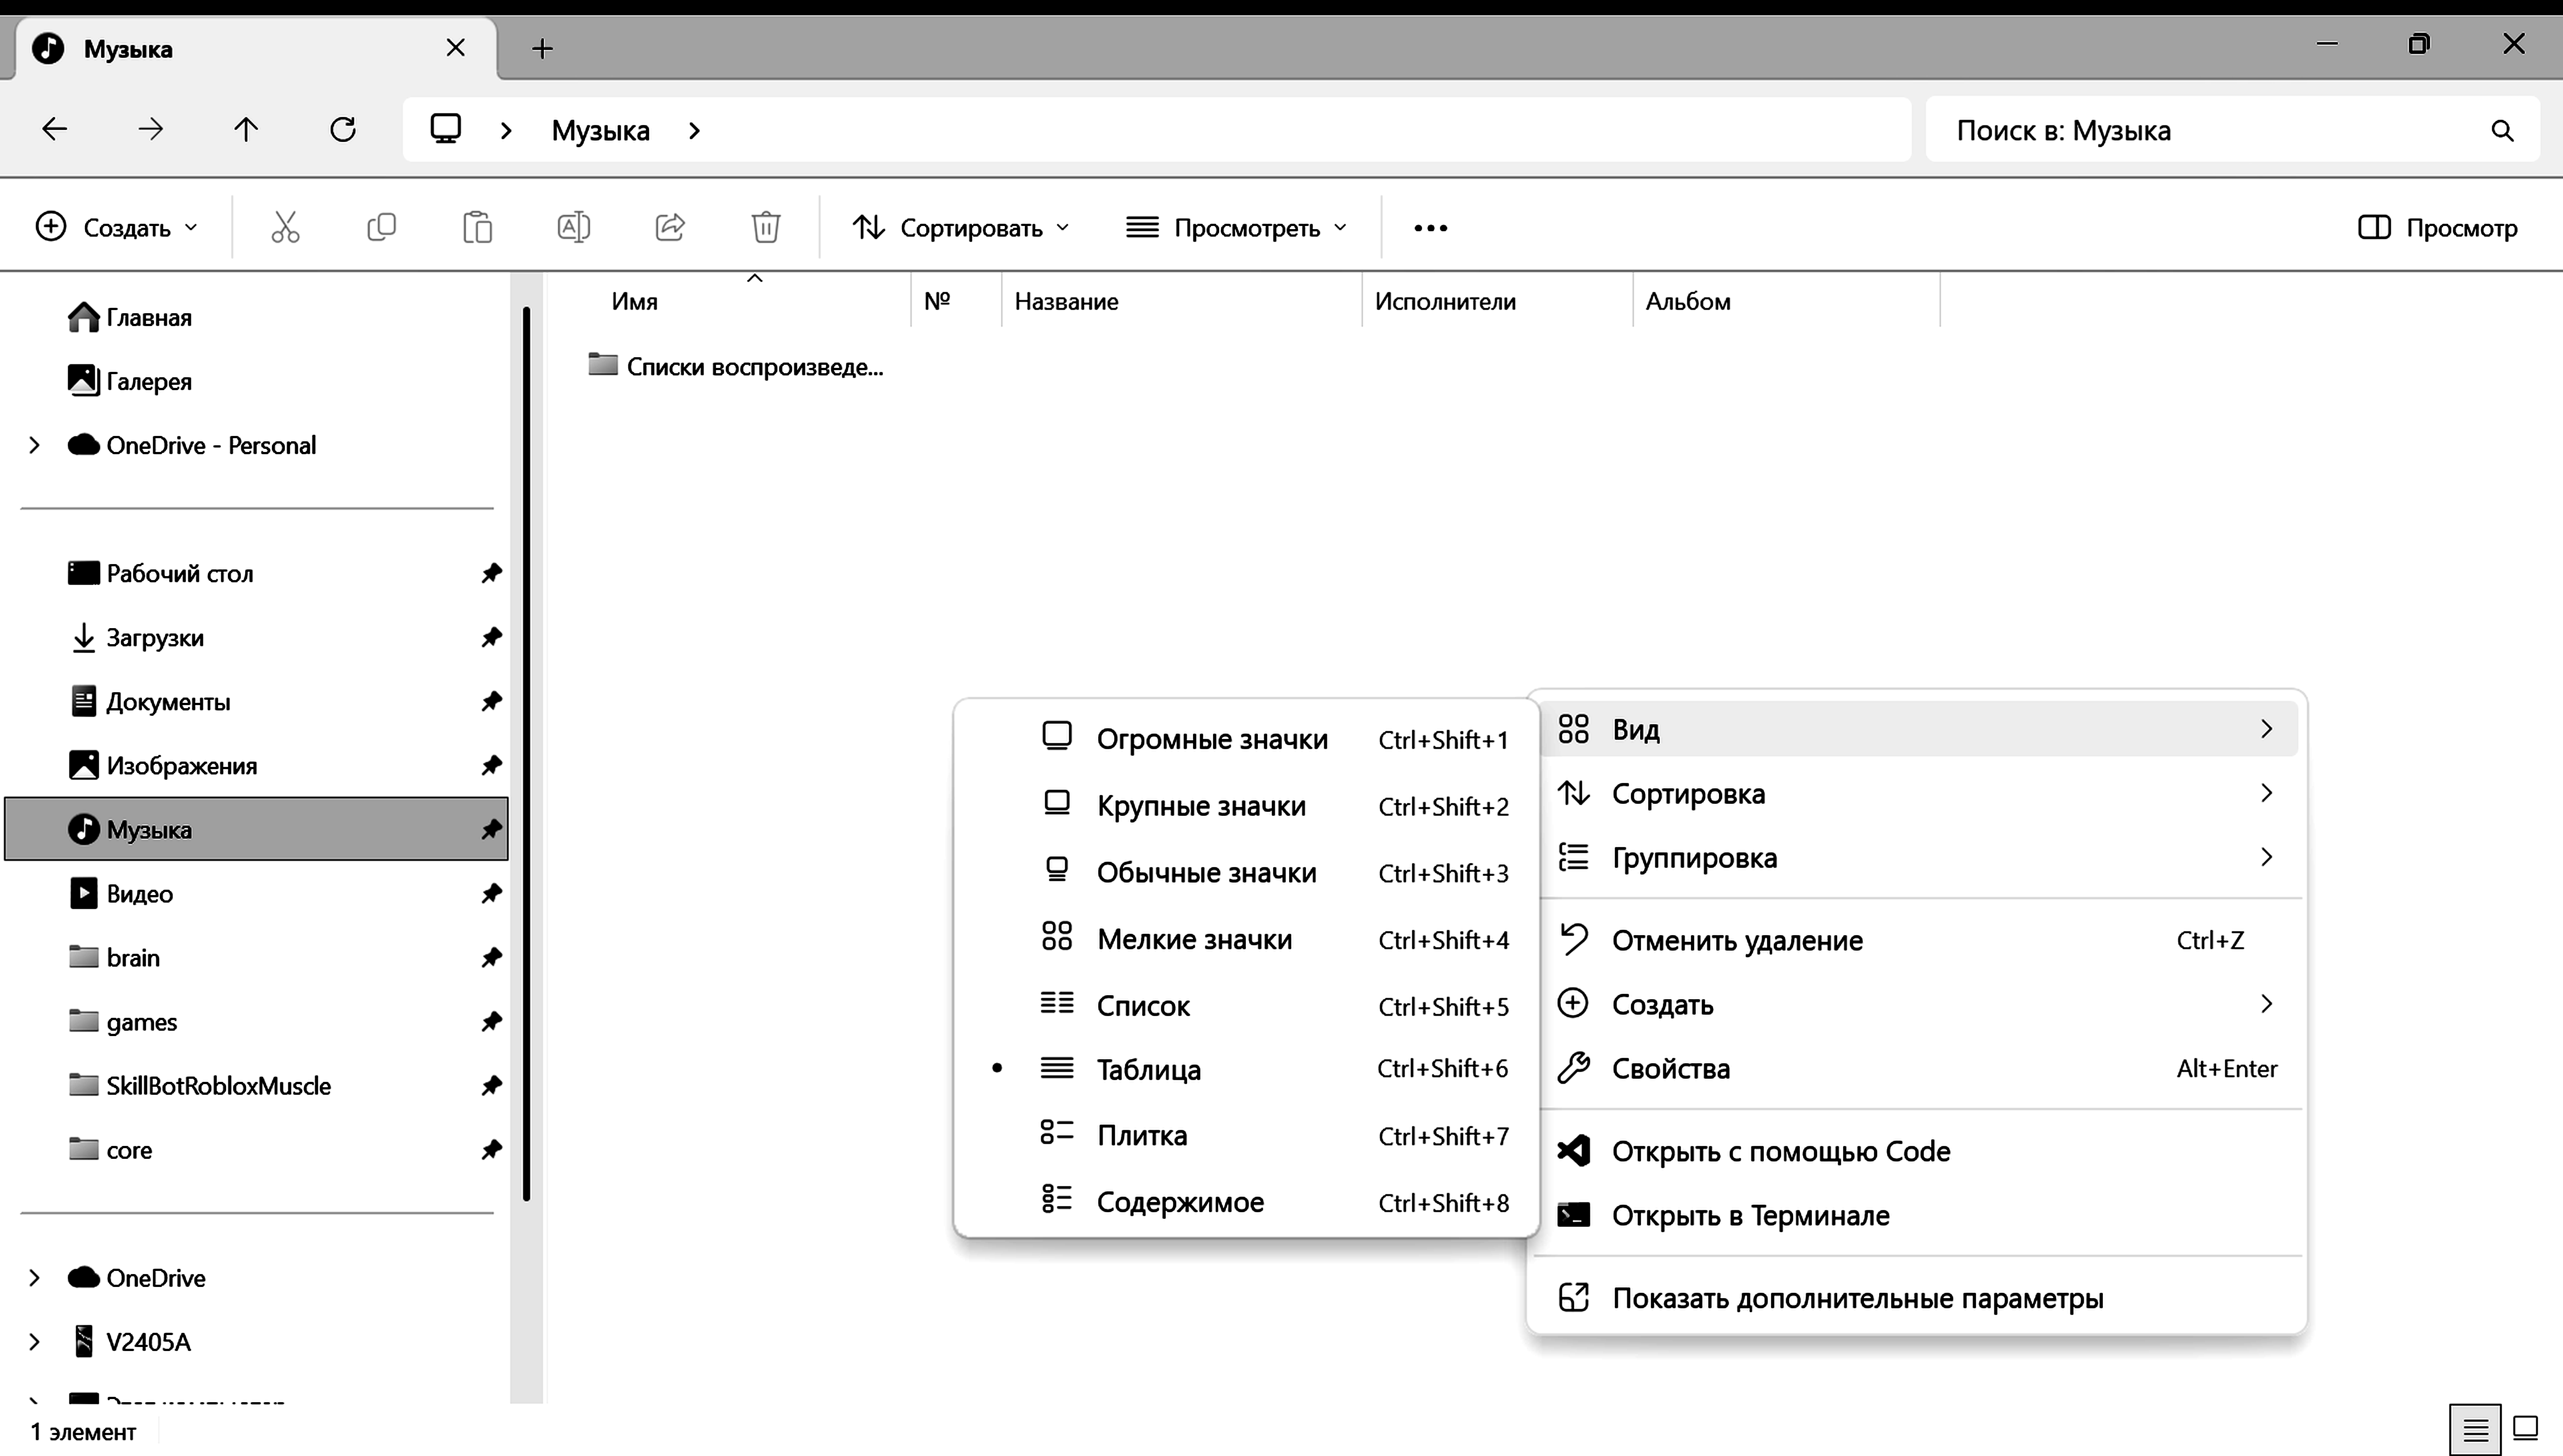 Музыка
Музыка
Поиск в: Музыка
Создать
Сортировать
Просмотреть
Просмотр
Имя
№
Название
Исполнители
Альбом
Списки воспроизведе...
Главная
Галерея
OneDrive - Personal
Рабочий стол
Загрузки
Документы
Изображения
Музыка
Видео
brain
games
SkillBotRobloxMuscle
core
OneDrive
V2405A
Огромные значки Ctrl+Shift+1
Крупные значки Ctrl+Shift+2
Обычные значки Ctrl+Shift+3
Мелкие значки Ctrl+Shift+4
Список Ctrl+Shift+5
Таблица Ctrl+Shift+6
Плитка Ctrl+Shift+7
Содержимое Ctrl+Shift+8
Вид
Сортировка
Группировка
Отменить удаление Ctrl+Z
Создать
Свойства Alt+Enter
Открыть с помощью Code
Открыть в Терминале
Показать дополнительные параметры
1 элемент